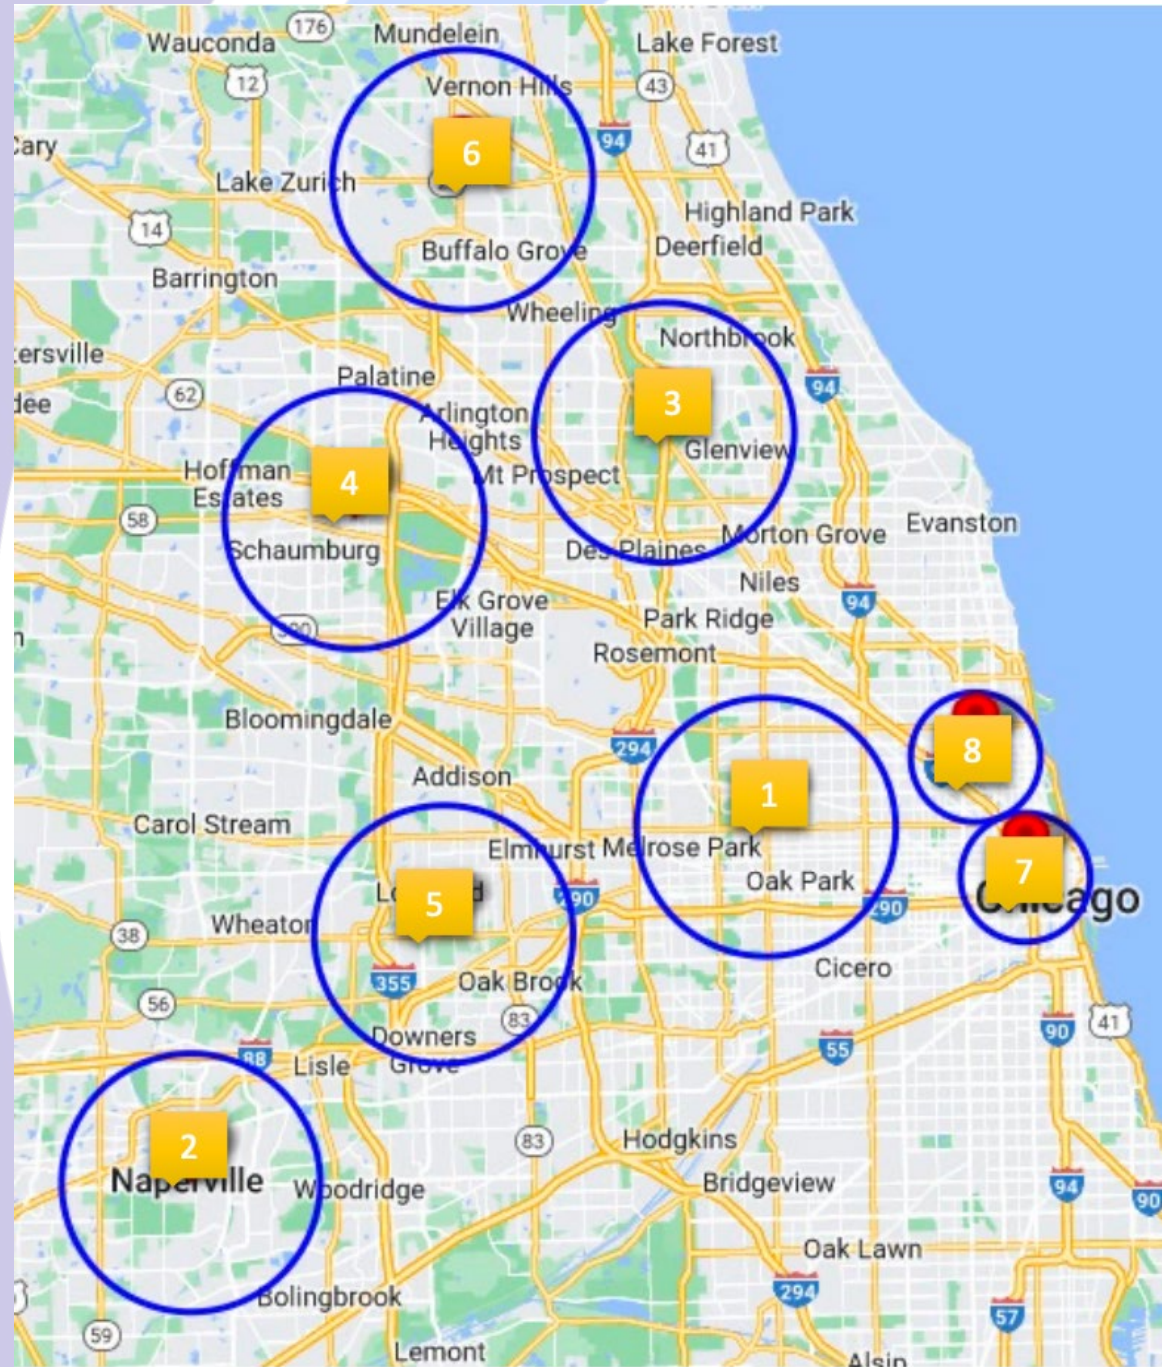 176
Mundelein
Lake Forest
Wauconda
12
Vernon Hills
43
94
41
Cary
6
Lake Zurich
Highland Park
14
Buffalo Grove
Deerfield
Barrington
Wheeling
Northbrook
tersville
Palatine
62
94
dee
Arlington
Heights
3
Glenview
Hoffman
Estates
4
Mt Prospect
58
Evanston
Schaumburg
Des Plaines
Morton Grove
Niles
Elk Grove
Village
94
Park Ridge
Rosemont
n
Bloomingdale
294
8
Addison
1
Carol Stream
Elmhurst
Melrose Park
Oak Park
7
Chicago
5
290
290
Wheaton
38
Cicero
355
Oak Brook
56
83
41
Downers
Grove
90
55
88
Lisle
2
Naperville
83
Hodgkins
Woodridge
Bridgeview
94
90
Oak Lawn
Bolingbrook
294
57
59
Lemont
Alsip